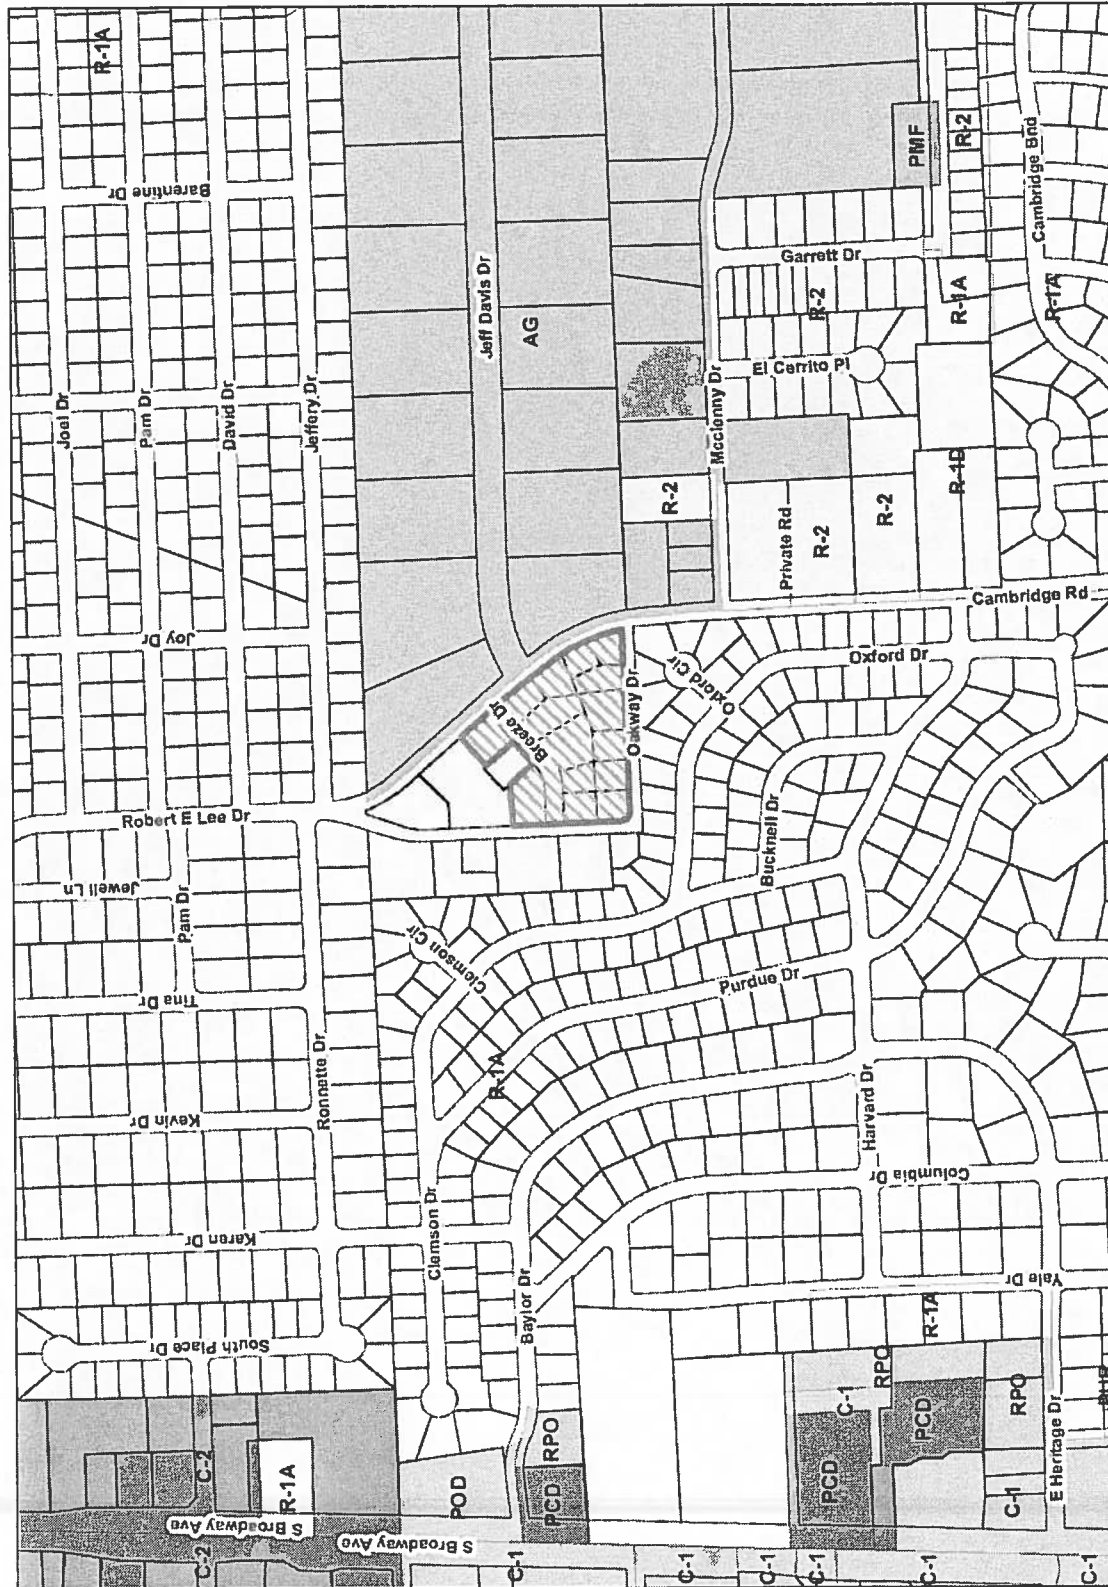 R-1A
Barentine Dr
Joel Dr
Pam Dr
David Dr
Jeffery Dr
Jeff Davis Dr
AG
PMF
R-2
Cambridge Bnd
Garrett Dr
R-2
R-1A
R-1A
El Cerrito Pl
Mcclenny Dr
R-2
Private Rd
R-2
R-2
R-1D
Cambridge Rd
Joy Dr
Breeze Dr
Oakway Dr
Oxford Cir
Oxford Dr
Robert E Lee Dr
Jewell Ln
Pam Dr
Tina Dr
Bucknell Dr
Clemson Cir
Purdue Dr
R-1A
Ronnette Dr
Kevin Dr
Harvard Dr
Columbia Dr
Karen Dr
Clemson Dr
Baylor Dr
Yale Dr
R-1A
South Place Dr
C-2
R-1A
S Broadway Ave
C-2
S Broadway Ave
POD
PCD
RPO
C-1
RPO
C-1
PCD
PCD
RPO
C-1
E Heritage Dr
C-1
C-1
C-1
C-1
C-1